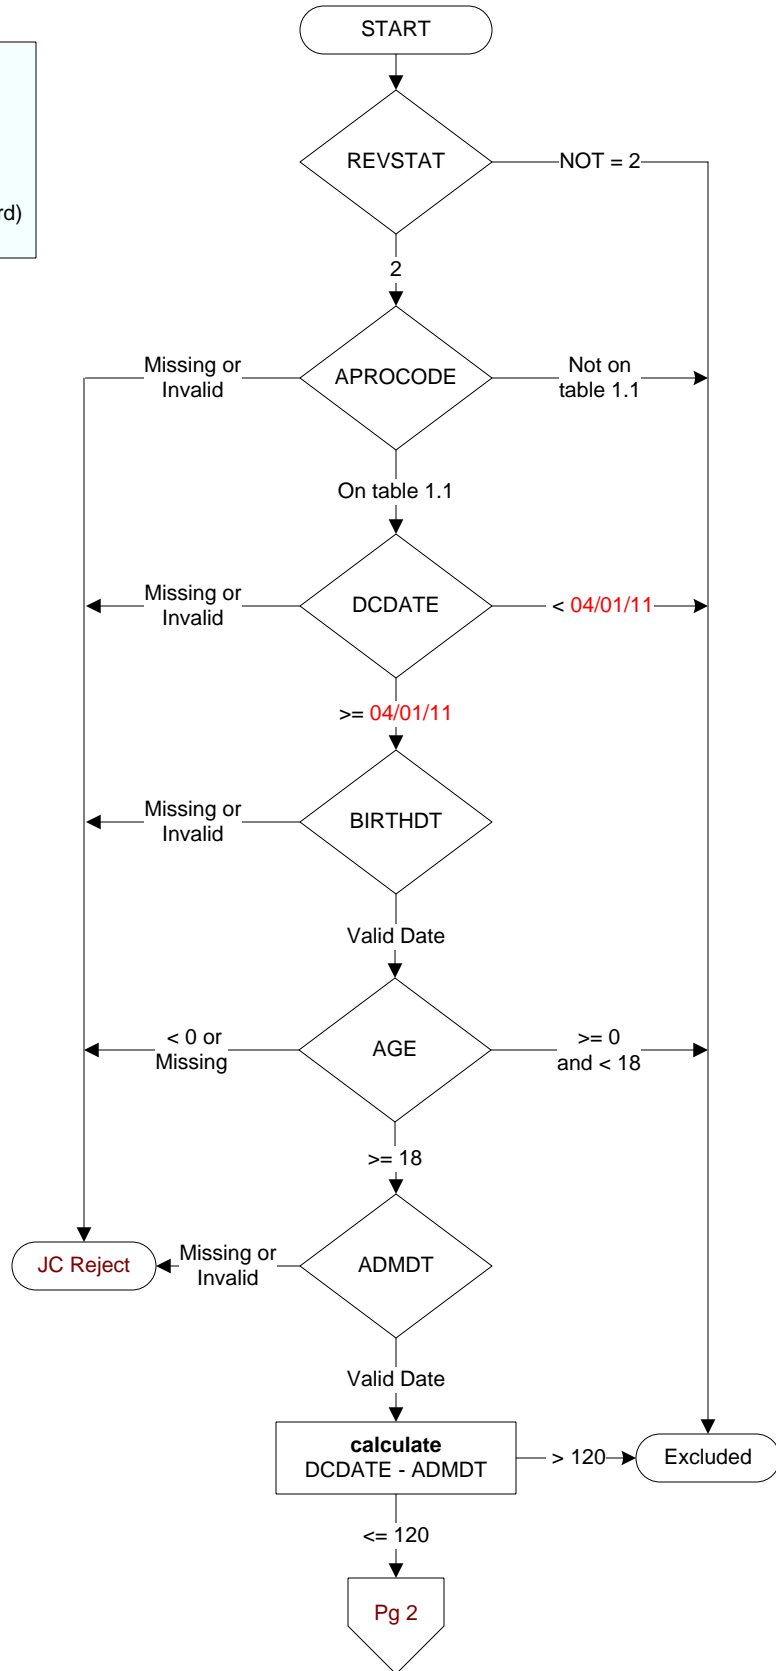 START
REVSTAT
NOT = 2
2
rd)
Missing or
Invalid
APROCODE
Not on
table 1.1
On table 1.1
Missing or
Invalid
DCDATE
< 04/01/11
>= 04/01/11
Missing or
Invalid
BIRTHDT
Valid Date
< 0 or
Missing
AGE
>= 0
and < 18
>= 18
JC Reject
Missing or
Invalid
ADMDT
Valid Date
calculate
DCDATE - ADMDT
> 120
Excluded
<= 120
Pg 2